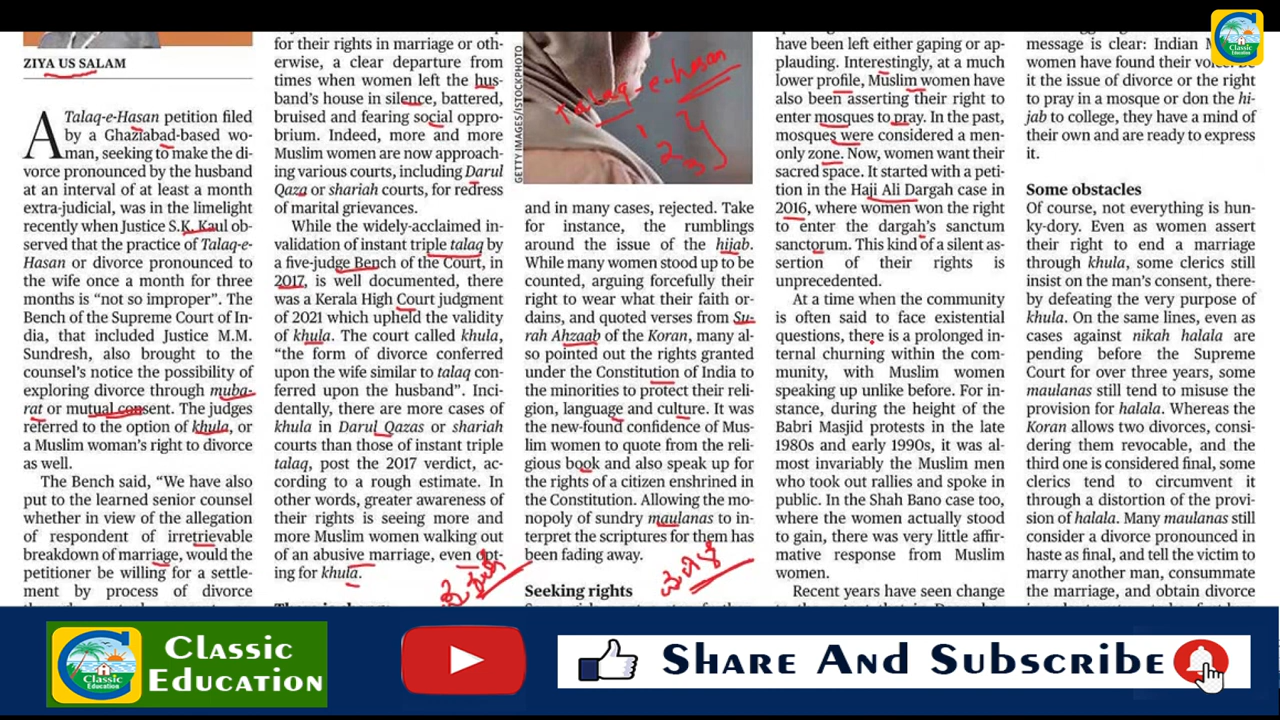 ZIYA US SALAM
A Talaq-e-Hasan petition filed
by a Ghaziabad-based wo-
man, seeking to make the di-
vorce pronounced by the husband
at an interval of at least a month
extra-judicial, was in the limelight
recently when Justice S.K. Kaul ob-
served that the practice of Talaq-e-
Hasan or divorce pronounced to
the wife once a month for three
months is "not so improper". The
Bench of the Supreme Court of In-
dia, that included Justice M.M.
Sundresh, also brought to the
counsel's notice the possibility of
exploring divorce through muba-
rat or mutual consent. The judges
referred to the option of khula, or
a Muslim woman's right to divorce
as well.
The Bench said, "We have also
put to the learned senior counsel
whether in view of the allegation
of respondent of irretrievable
breakdown of marriage, would the
petitioner be willing for a settle-
ment by process of divorce
for their rights in marriage or oth-
erwise, a clear departure from
times when women left the hus-
band's house in silence, battered,
bruised and fearing social oppro-
brium. Indeed, more and more
Muslim women are now approach-
ing various courts, including Darul
Qaza or shariah courts, for redress
of marital grievances.
While the widely-acclaimed in-
validation of instant triple talaq by
a five-judge Bench of the Court, in
2017, is well documented, there
was a Kerala High Court judgment
of 2021 which upheld the validity
of khula. The court called khula,
"the form of divorce conferred
upon the wife similar to talaq con-
ferred upon the husband". Inci-
dentally, there are more cases of
khula in Darul Qazas or shariah
courts than those of instant triple
talaq, post the 2017 verdict, ac-
cording to a rough estimate. In
other words, greater awareness of
their rights is seeing more and
more Muslim women walking out
of an abusive marriage, even opt-
ing for khula.
GETTY IMAGES/ISTOCKPHOTO
Talaq-e-hasan
1 2 3
and in many cases, rejected. Take
for instance, the rumblings
around the issue of the hijab.
While many women stood up to be
counted, arguing forcefully their
right to wear what their faith or-
dains, and quoted verses from Su-
rah Ahzaab of the Koran, many al-
so pointed out the rights granted
under the Constitution of India to
the minorities to protect their reli-
gion, language and culture. It was
the new-found confidence of Mus-
lim women to quote from the reli-
gious book and also speak up for
the rights of a citizen enshrined in
the Constitution. Allowing the mo-
nopoly of sundry maulanas to in-
terpret the scriptures for them has
been fading away.
Seeking rights
have been left either gaping or ap-
plauding. Interestingly, at a much
lower profile, Muslim women have
also been asserting their right to
enter mosques to pray. In the past,
mosques were considered a men-
only zone. Now, women want their
sacred space. It started with a peti-
tion in the Haji Ali Dargah case in
2016, where women won the right
to enter the dargah's sanctum
sanctorum. This kind of a silent as-
sertion of their rights is
unprecedented.
At a time when the community
is often said to face existential
questions, there is a prolonged in-
ternal churning within the com-
munity, with Muslim women
speaking up unlike before. For in-
stance, during the height of the
Babri Masjid protests in the late
1980s and early 1990s, it was al-
most invariably the Muslim men
who took out rallies and spoke in
public. In the Shah Bano case too,
where the women actually stood
to gain, there was very little affir-
mative response from Muslim
women.
Recent years have seen change
message is clear: Indian
women have found their
it the issue of divorce or the right
to pray in a mosque or don the hi-
jab to college, they have a mind of
their own and are ready to express
it.
Some obstacles
Of course, not everything is hun-
ky-dory. Even as women assert
their right to end a marriage
through khula, some clerics still
insist on the man's consent, there-
by defeating the very purpose of
khula. On the same lines, even as
cases against nikah halala are
pending before the Supreme
Court for over three years, some
maulanas still tend to misuse the
provision for halala. Whereas the
Koran allows two divorces, consi-
dering them revocable, and the
third one is considered final, some
clerics tend to circumvent it
through a distortion of the provi-
sion of halala. Many maulanas still
consider a divorce pronounced in
haste as final, and tell the victim to
marry another man, consummate
the marriage, and obtain divorce
Classic
Education
Classic
Education
Classic
Education
Share And Subscribe